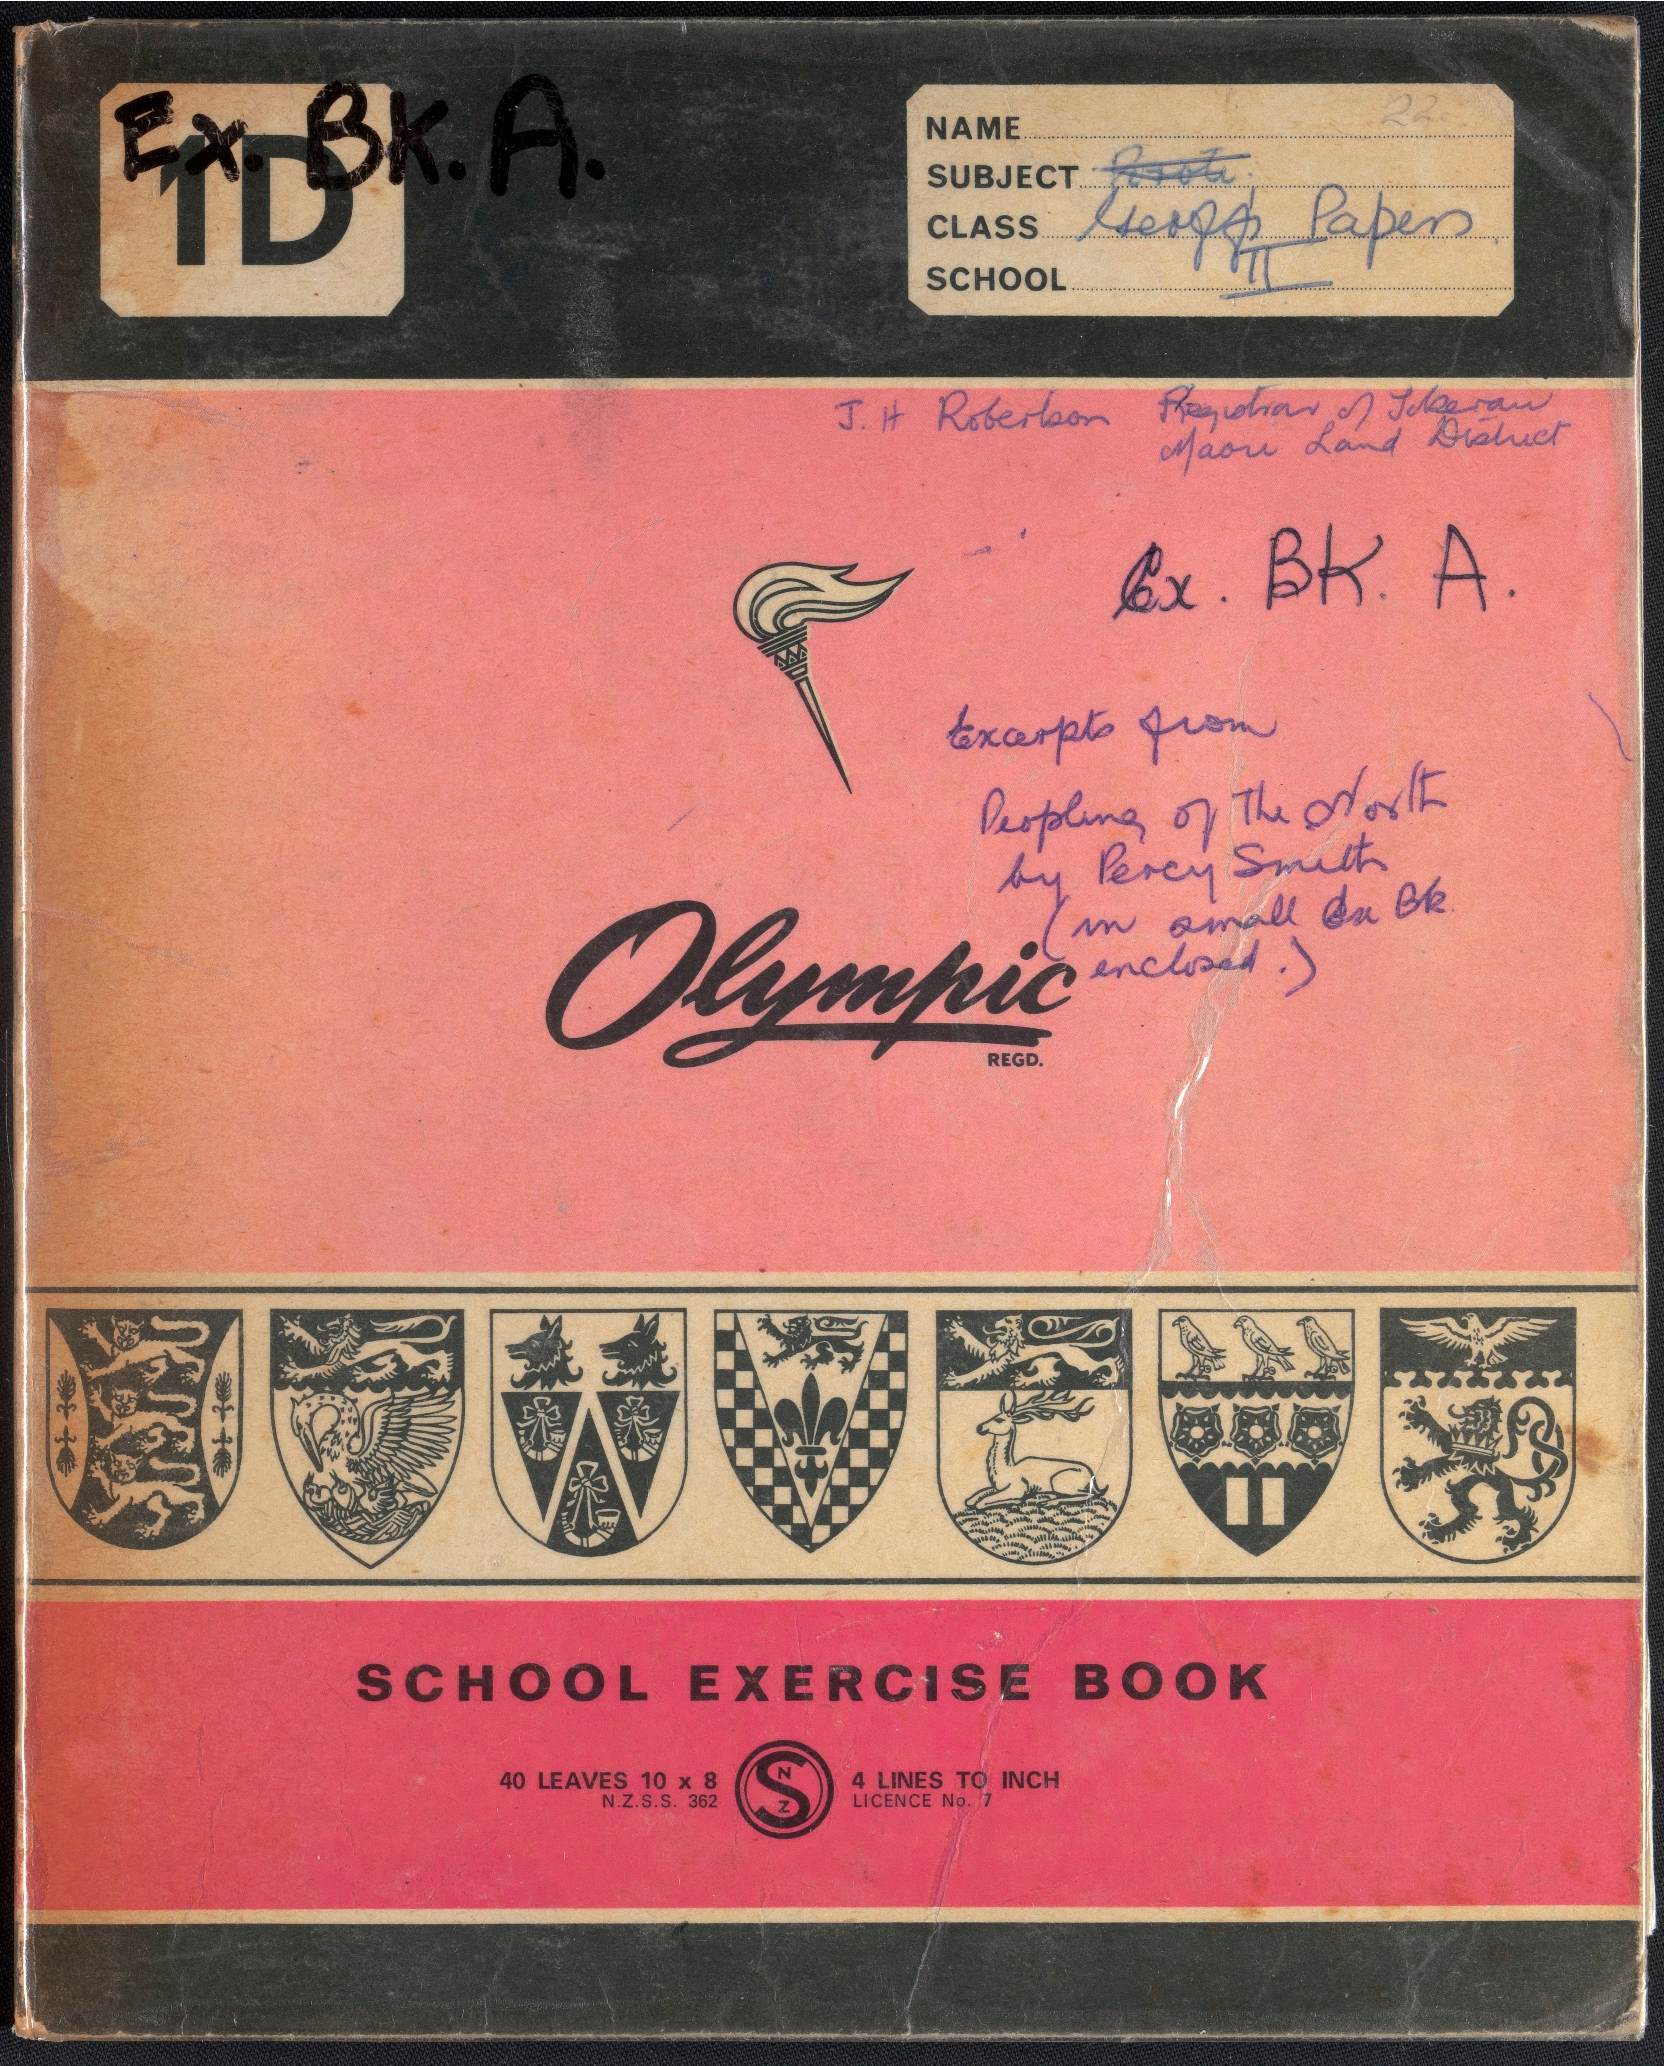 Ex. BK. A.
1D
22
NAME
SUBJECT
CLASS Papers
SCHOOL II
J. H Robertson Registrar of Tokerau
Maori Land District
Ex. BK. A.
Excerpts from
Peopling of The North
by Percy Smith
(in small Ex Bk
enclosed.)
Olympic
REGD.
SCHOOL EXERCISE BOOK
40 LEAVES 10 x 8
N.Z.S.S. 362
NSZ
4 LINES TO INCH
LICENCE No. 7